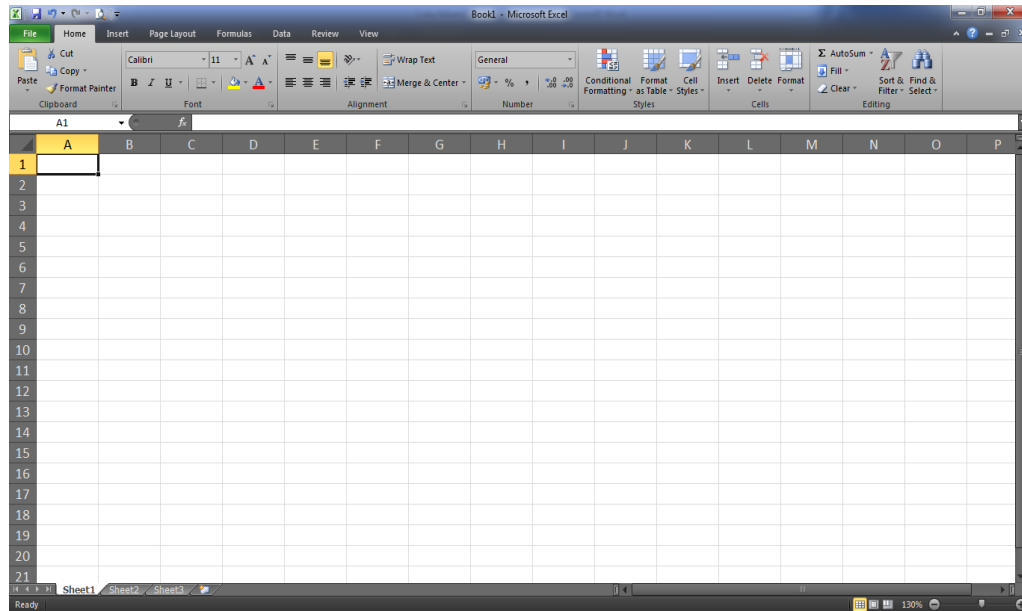 Book1 - Microsoft Excel
File Home Insert Page Layout Formulas Data Review View
Paste
Cut
Copy
Format Painter
Clipboard
Calibri 11 A A
B I U A
Font
Wrap Text
Merge & Center
Alignment
General
% , .0 .00 .00 .0
Number
Conditional Formatting
Format as Table
Cell Styles
Styles
Insert Delete Format
Cells
Σ AutoSum
Fill
Clear
Sort & Filter
Find & Select
Editing
A1 fx
A B C D E F G H I J K L M N O P
1
2
3
4
5
6
7
8
9
10
11
12
13
14
15
16
17
18
19
20
21
Sheet1 Sheet2 Sheet3
Ready 130%